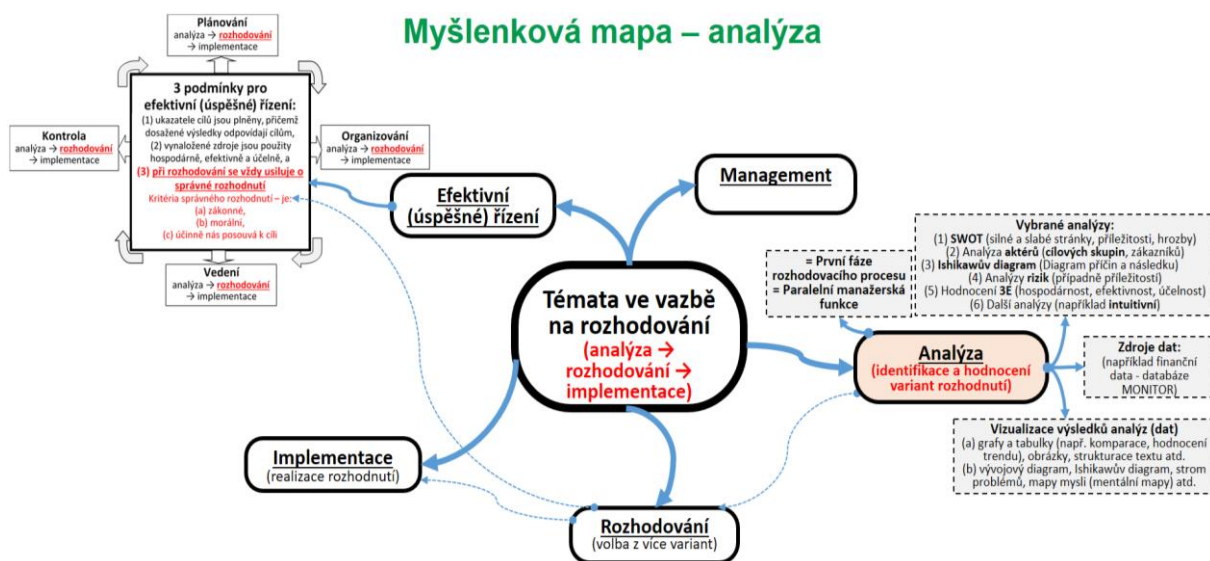 Myšlenková mapa – analýza
Plánování
analýza → rozhodování
→ implementace
3 podmínky pro
efektivní (úspěšné) řízení:
(1) ukazatele cílů jsou plněny, přičemž
dosažené výsledky odpovídají cílům,
(2) vynaložené zdroje jsou použity
hospodárně, efektivně a účelně, a
(3) při rozhodování se vždy usiluje o
správné rozhodnutí
Kritéria správného rozhodnutí – je:
(a) zákonné,
(b) morální,
(c) účinně nás posouvá k cíli
Kontrola
analýza → rozhodování
→ implementace
Organizování
analýza → rozhodování
→ implementace
Vedení
analýza → rozhodování
→ implementace
Efektivní
(úspěšné) řízení
Management
Témata ve vazbě
na rozhodování
(analýza →
rozhodování →
implementace)
= První fáze
rozhodovacího procesu
= Paralelní manažerská
funkce
Vybrané analýzy:
(1) SWOT (silné a slabé stránky, příležitosti, hrozby)
(2) Analýza aktérů (cílových skupin, zákazníků)
(3) Ishikawův diagram (Diagram příčin a následku)
(4) Analýzy rizik (případně příležitostí)
(5) Hodnocení 3E (hospodárnost, efektivnost, účelnost)
(6) Další analýzy (například intuitivní)
Analýza
(identifikace a hodnocení
variant rozhodnutí)
Zdroje dat:
(například finanční
data - databáze
MONITOR)
Vizualizace výsledků analýz (dat)
(a) grafy a tabulky (např. komparace, hodnocení
trendu), obrázky, strukturace textu atd.
(b) vývojový diagram, Ishikawův diagram, strom
problémů, mapy mysli (mentální mapy) atd.
Implementace
(realizace rozhodnutí)
Rozhodování
(volba z více variant)